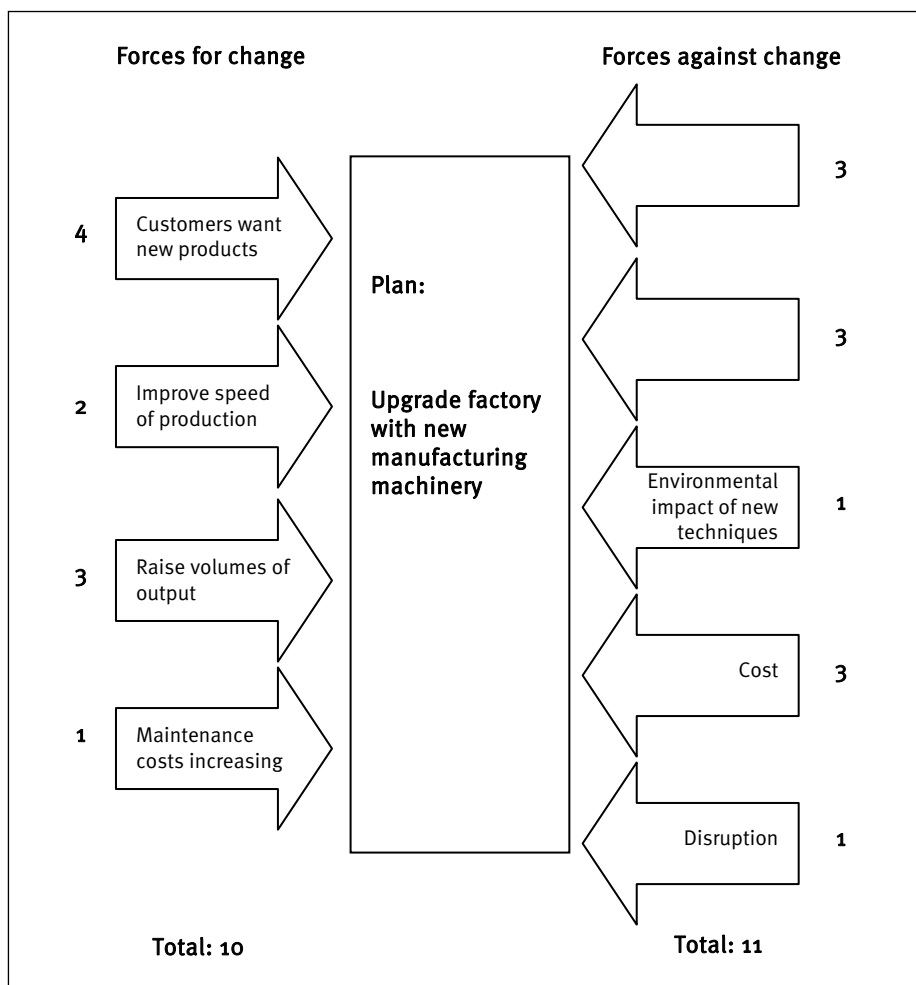 Forces for change
Forces against change
4
Customers want
new products
2
Improve speed
of production
3
Raise volumes of
output
1
Maintenance
costs increasing
Plan:
Upgrade factory
with new
manufacturing
machinery
3
3
Environmental
impact of new
techniques
1
Cost
3
Disruption
1
Total: 10
Total: 11